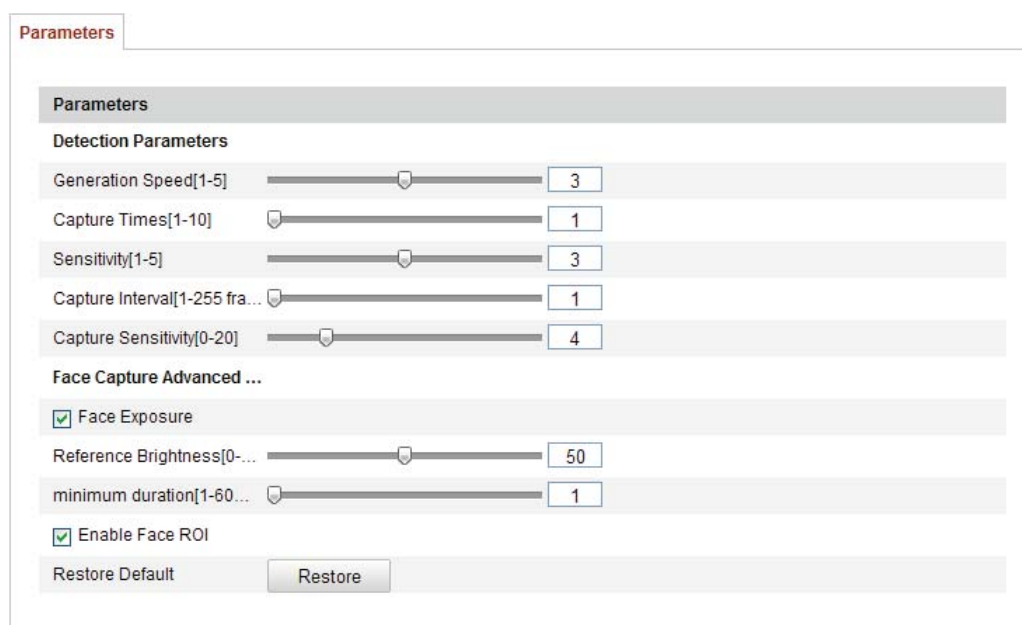 Parameters
Parameters
Detection Parameters
Generation Speed[1-5] 3
Capture Times[1-10] 1
Sensitivity[1-5] 3
Capture Interval[1-255 fra... 1
Capture Sensitivity[0-20] 4
Face Capture Advanced ...
Face Exposure
Reference Brightness[0-... 50
minimum duration[1-60... 1
Enable Face ROI
Restore Default Restore